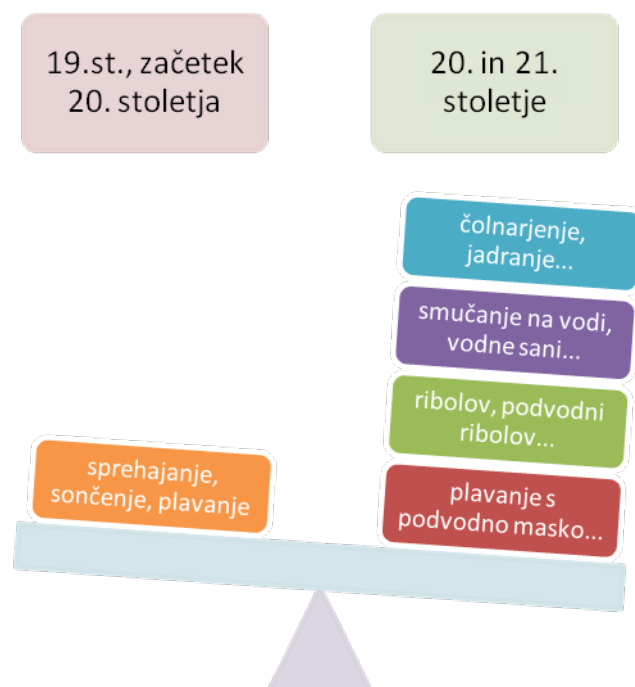 19.st., začetek
20. stoletja
20. in 21.
stoletje
čolnarjenje,
jadranje...
smučanje na vodi,
vodne sani...
ribolov, podvodni
ribolov...
sprehajanje,
sončenje, plavanje
plavanje s
podvodno masko...